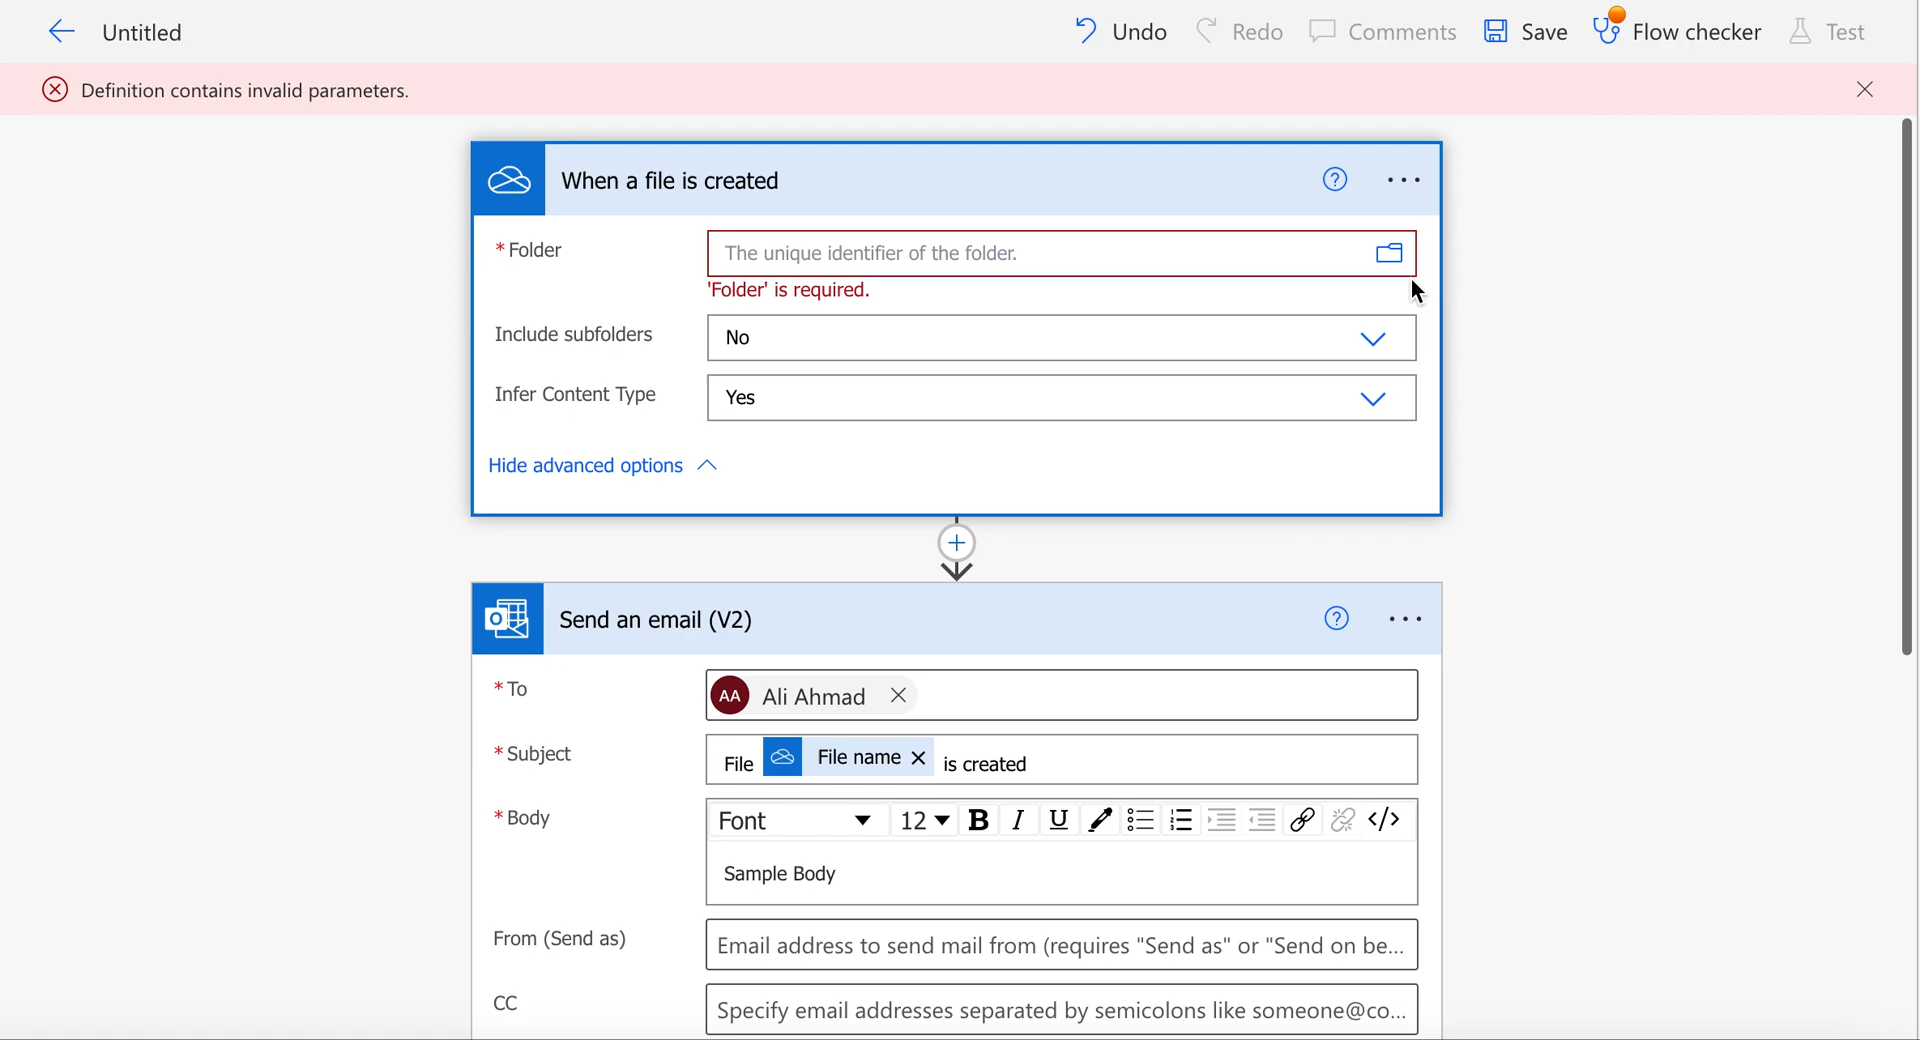 Untitled
Undo
Redo
Comments
Save
Flow checker
Test
Definition contains invalid parameters.
When a file is created
* Folder
The unique identifier of the folder.
'Folder' is required.
Include subfolders
No
Infer Content Type
Yes
Hide advanced options
Send an email (V2)
* To
AA Ali Ahmad
* Subject
File File name is created
* Body
Font 12 B I U </>
Sample Body
From (Send as)
Email address to send mail from (requires "Send as" or "Send on be...
CC
Specify email addresses separated by semicolons like someone@co...